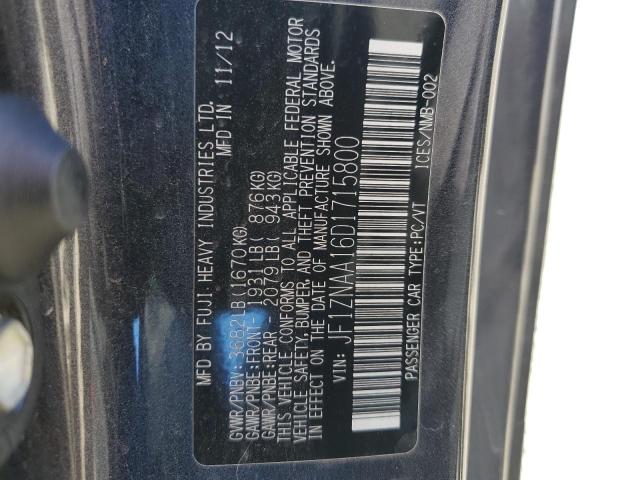 MFD BY FUJI HEAVY INDUSTRIES LTD.
MFD IN 11/12
GVWR/PNBV:3682LB(1670KG)
GAWR/PNBE:FRONT- 1931LB( 876KG)
GAWR/PNBE:REAR - 2079LB( 943KG)
THIS VEHICLE CONFORMS TO ALL APPLICABLE FEDERAL MOTOR
VEHICLE SAFETY,BUMPER,AND THEFT PREVENTION STANDARDS
IN EFFECT ON THE DATE OF MANUFACTURE SHOWN ABOVE.
VIN: JF1ZNAA16D1715800
PASSENGER CAR TYPE:PC/VT ICES/NMB-002